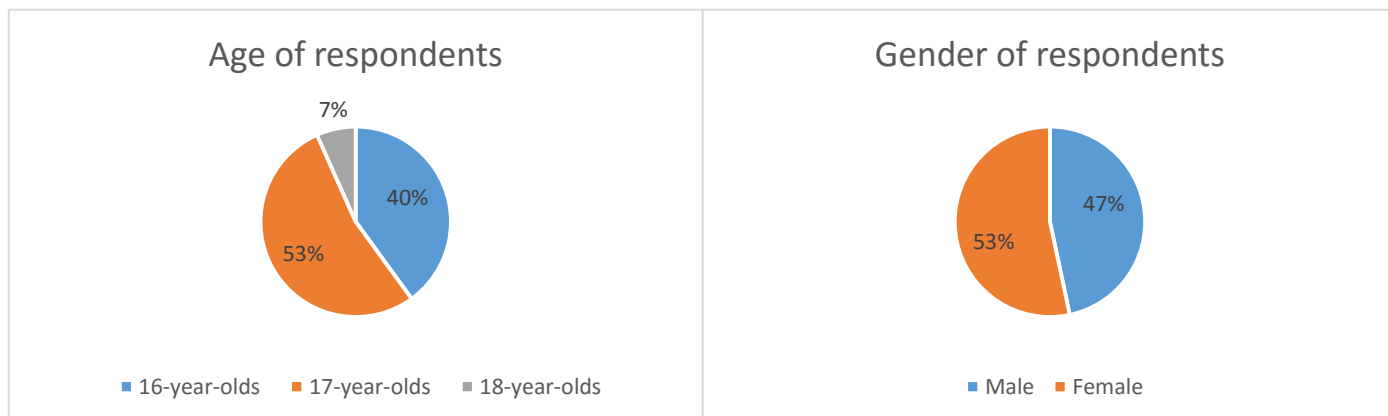 Age of respondents
7%
40%
53%
16-year-olds 17-year-olds 18-year-olds
Gender of respondents
47%
53%
Male Female